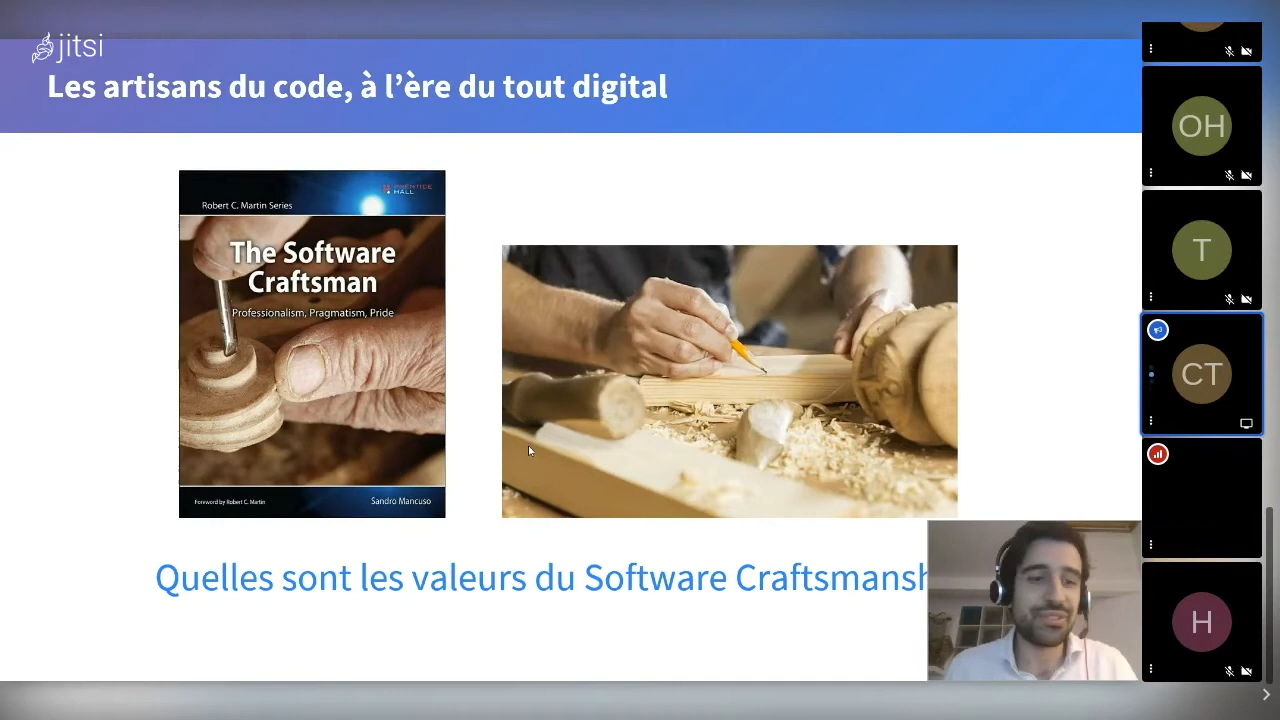 jitsi
Les artisans du code, à l’ère du tout digital
PRENTICE
HALL
Robert C. Martin Series
The Software
Craftsman
Professionalism, Pragmatism, Pride
Foreword by Robert C. Martin
Sandro Mancuso
Quelles sont les valeurs du Software Craftsmansh
OH
T
CT
H